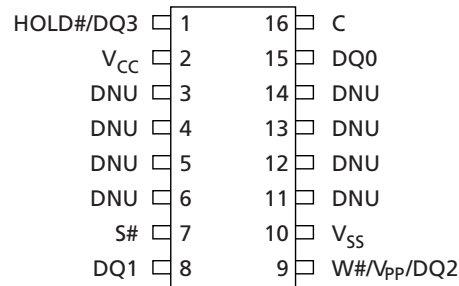 HOLD#/DQ3 1 16 C
VCC 2 15 DQ0
DNU 3 14 DNU
DNU 4 13 DNU
DNU 5 12 DNU
DNU 6 11 DNU
S# 7 10 VSS
DQ1 8 9 W#/VPP/DQ2